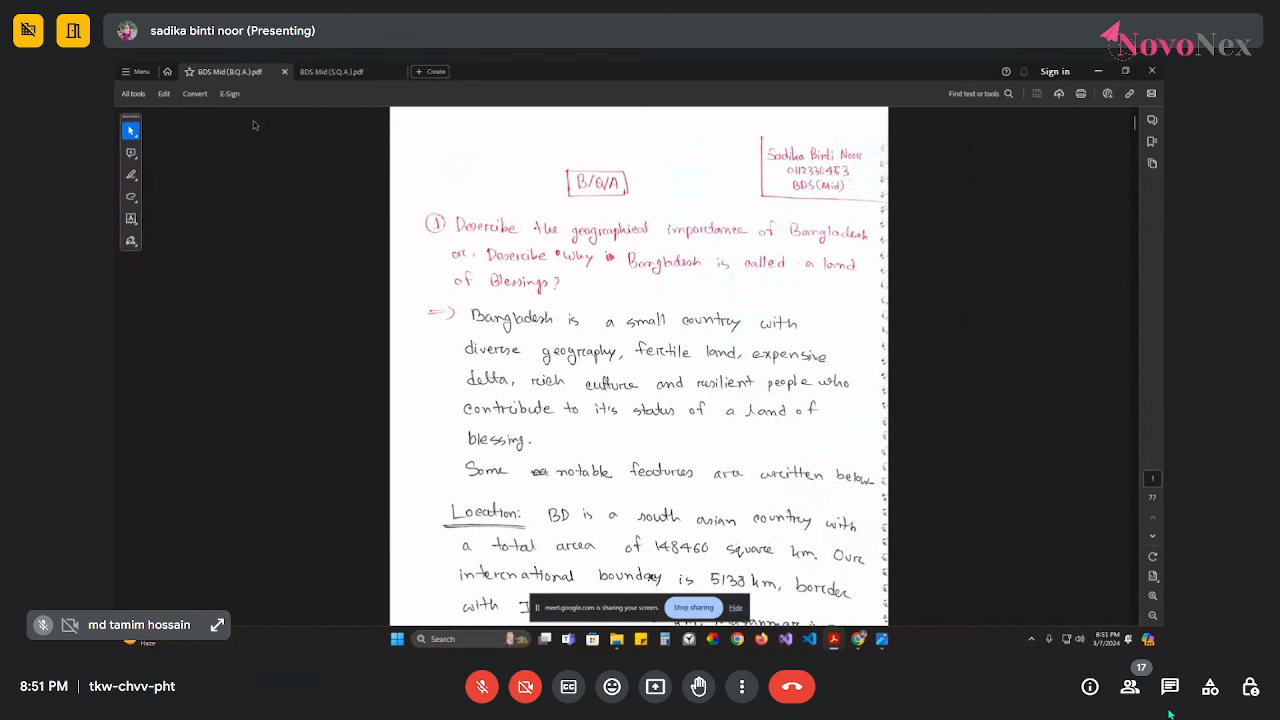 sadika binti noor (Presenting)
NovoNex
Menu
BDS Mid (B.Q.A.).pdf
BDS Mid (S.Q.A.).pdf
+ Create
Sign in
All tools
Edit
Convert
E-Sign
Find text or tools
Sadika Binti Noor
0112330453
BDS(Mid)
B/Q/A
① Describe the geographical importance of Bangladesh
or. Describe Why is Bangladesh is called a land
of Blessings?
=> Bangladesh is a small country with
diverse geography, fertile land, expensive
delta, rich culture and resilient people who
contribute to it's status of a land of
blessing.
Some notable features are written below-
Location: BD is a south asian country with
a total area of 148460 square km. Our
international boundary is 5138 km, border
with
1
77
meet.google.com is sharing your screen.
Stop sharing
Hide
md tamim hossain
Haze
Search
8:51 PM
3/7/2024
17
8:51 PM
tkw-chvv-pht